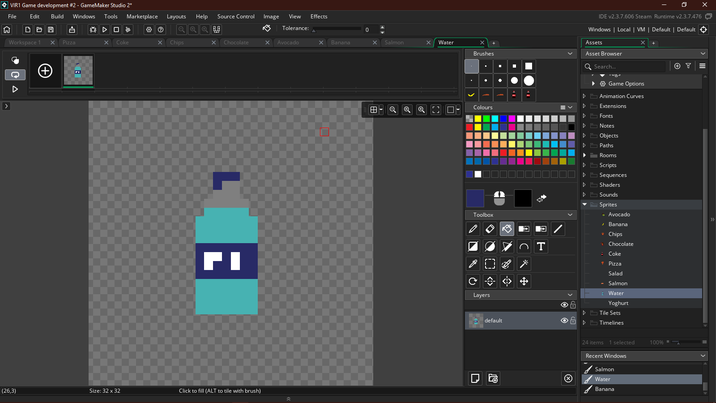 VIR1 Game development #2 - GameMaker Studio 2*
File Edit Build Windows Tools Marketplace Layouts Help Source Control Image View Effects
IDE v2.3.7.606 Steam Runtime v2.3.7.476
Tolerance: 0
Windows | Local | VM | Default | Default
Workspace 1 Pizza Coke Chips Chocolate Avocado Banana Salmon Water
Assets
Brushes
Asset Browser
Search...
Tags
Game Options
Animation Curves
Extensions
Fonts
Notes
Objects
Paths
Rooms
Scripts
Sequences
Shaders
Sounds
Sprites
Avocado
Banana
Chips
Chocolate
Coke
Pizza
Salad
Salmon
Water
Yoghurt
Tile Sets
Timelines
24 items 1 selected 100%
Colours
Toolbox
T
Layers
default
Recent Windows
Salmon
Water
Banana
(26,3) Size: 32 x 32 Click to fill (ALT to tile with brush)